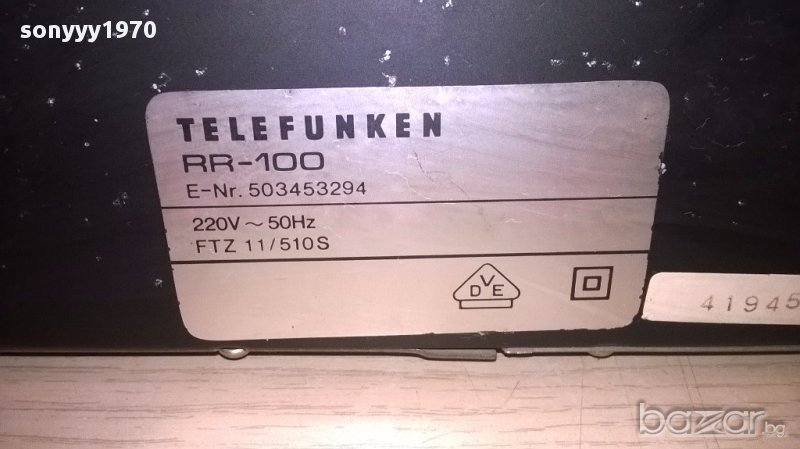 sonyyy1970
TELEFUNKEN
RR-100
E-Nr. 503453294
220V ~ 50Hz
FTZ 11/510S
DVE
41945
bazar.bg